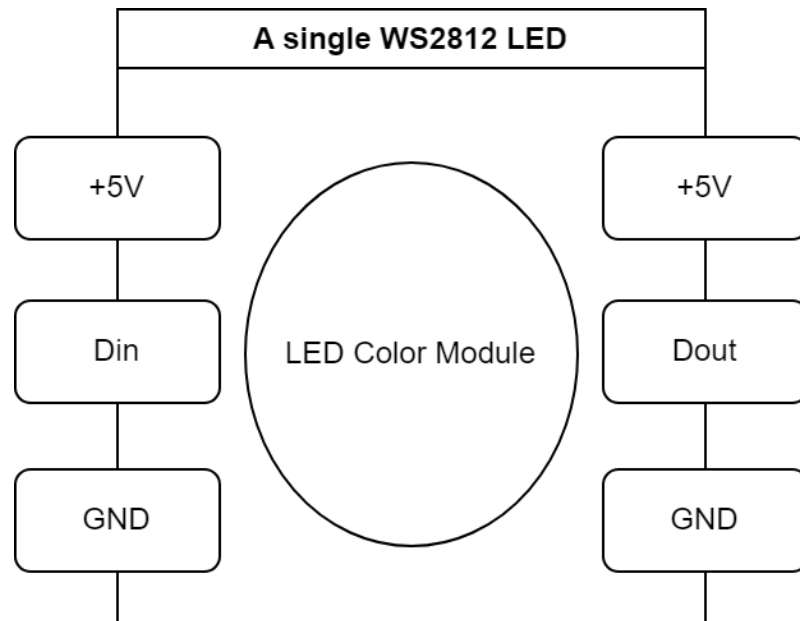 A single WS2812 LED
+5V
+5V
Din
LED Color Module
Dout
GND
GND